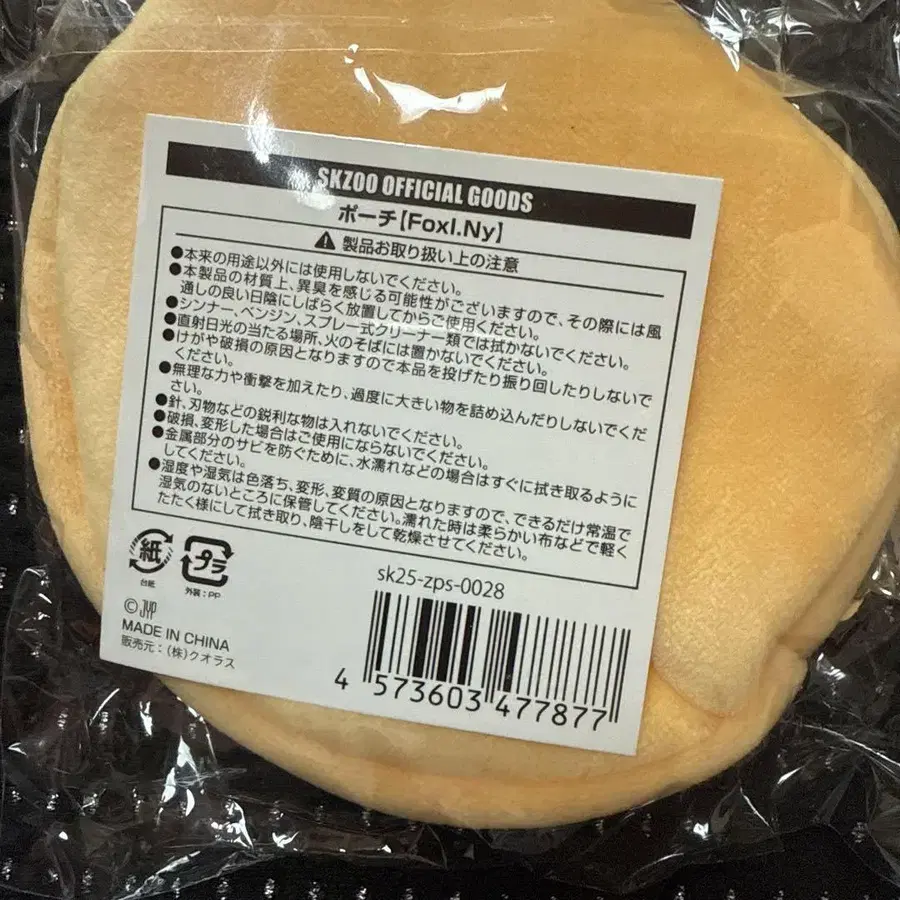 SKZOO OFFICIAL GOODS
ポーチ【FoxI.Ny】
製品お取り扱い上の注意
●本来の用途以外には使用しないでください。
●本製品の材質上、異臭を感じる可能性がございますので、その際には風
通しの良い日陰にしばらく放置してからご使用ください。
●シンナー、ベンジン、スプレー式クリーナー類では拭かないでください。
●直射日光の当たる場所、火のそばには置かないでください。
●けがや破損の原因となりますので本品を投げたり振り回したりしないで
ください。
●無理な力や衝撃を加えたり、過度に大きい物を詰め込んだりしないでくだ
さい。
●針、刃物などの鋭利な物は入れないでください。
●破損、変形した場合はご使用にならないでください。
●金属部分のサビを防ぐために、水濡れなどの場合はすぐに拭き取るように
してください。
●湿度や湿気は色落ち、変形、変質の原因となりますので、できるだけ常温で
湿気のないところに保管してください。濡れた時は柔らかい布などで軽く
たたく様にして拭き取り、陰干しをして乾燥させてください。
紙
台紙
プラ
外装:PP
sk25-zps-0028
©JYP
MADE IN CHINA
販売元:(株)クオラス
4 573603 477877